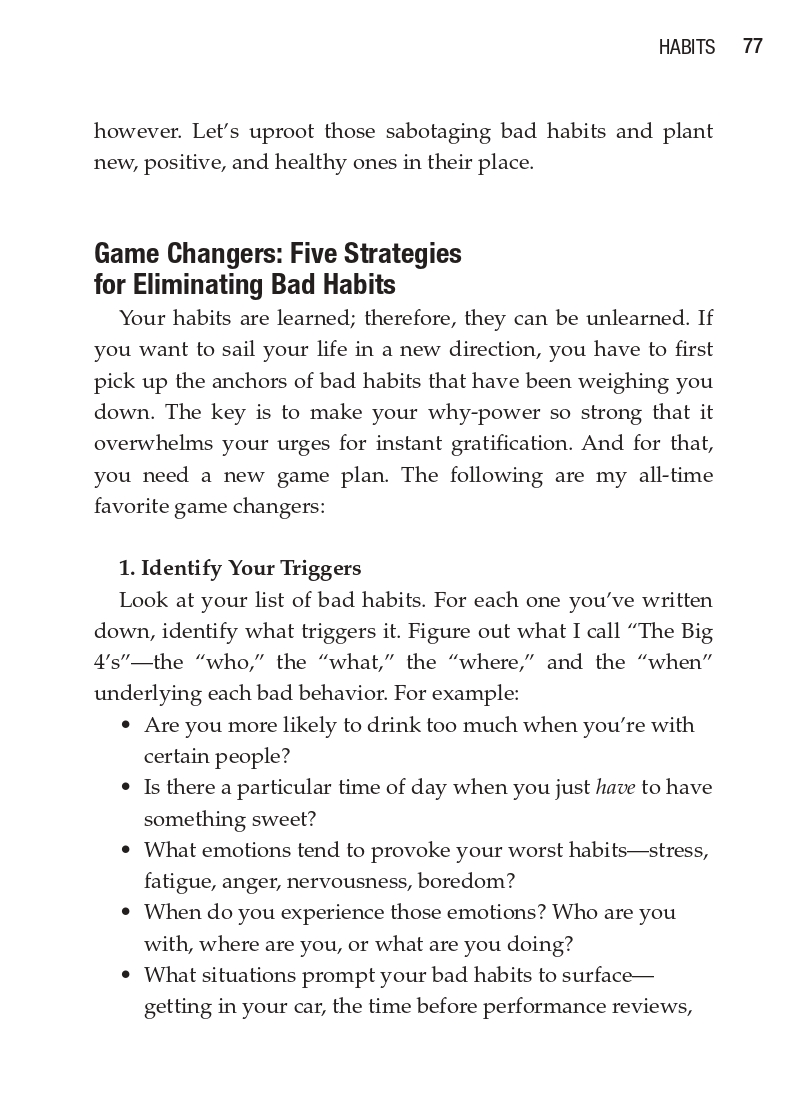 HABITS 77
however. Let’s uproot those sabotaging bad habits and plant
new, positive, and healthy ones in their place.
Game Changers: Five Strategies
for Eliminating Bad Habits
Your habits are learned; therefore, they can be unlearned. If
you want to sail your life in a new direction, you have to first
pick up the anchors of bad habits that have been weighing you
down. The key is to make your why-power so strong that it
overwhelms your urges for instant gratification. And for that,
you need a new game plan. The following are my all-time
favorite game changers:
1. Identify Your Triggers
Look at your list of bad habits. For each one you’ve written
down, identify what triggers it. Figure out what I call “The Big
4’s”—the “who,” the “what,” the “where,” and the “when”
underlying each bad behavior. For example:
• Are you more likely to drink too much when you’re with
certain people?
• Is there a particular time of day when you just have to have
something sweet?
• What emotions tend to provoke your worst habits—stress,
fatigue, anger, nervousness, boredom?
• When do you experience those emotions? Who are you
with, where are you, or what are you doing?
• What situations prompt your bad habits to surface—
getting in your car, the time before performance reviews,